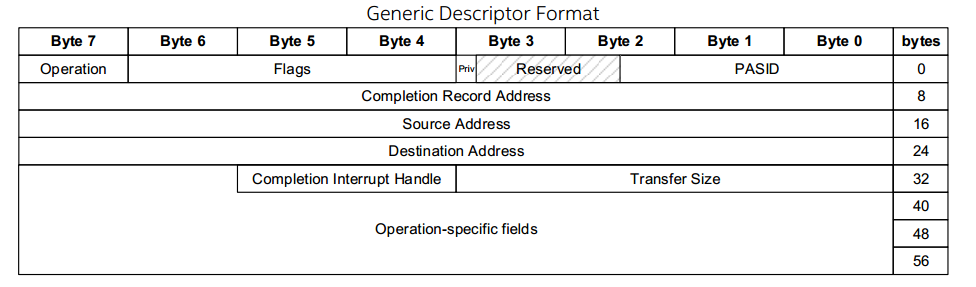 Generic Descriptor Format
Byte 7 Byte 6 Byte 5 Byte 4 Byte 3 Byte 2 Byte 1 Byte 0 bytes
Operation Flags Priv Reserved PASID 0
Completion Record Address 8
Source Address 16
Destination Address 24
Completion Interrupt Handle Transfer Size 32
40
Operation-specific fields 48
56